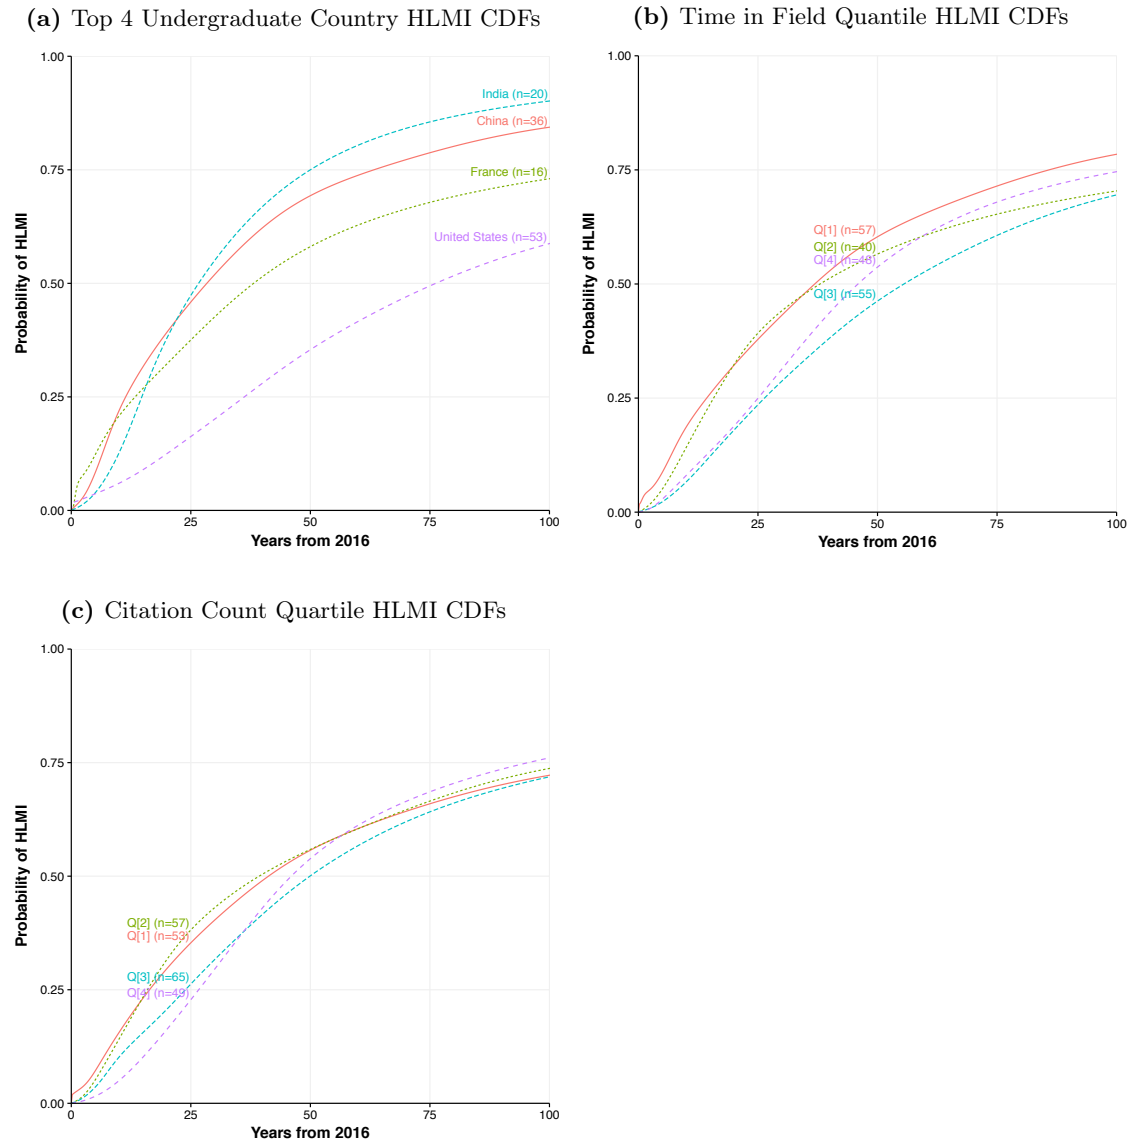 (a) Top 4 Undergraduate Country HLMI CDFs
1.00
0.75
0.50
0.25
0.00
Probability of HLMI
India (n=20)
China (n=36)
France (n=16)
United States (n=53)
0 25 50 75 100
Years from 2016
(b) Time in Field Quantile HLMI CDFs
1.00
0.75
0.50
0.25
0.00
Probability of HLMI
Q[1] (n=57)
Q[2] (n=40)
Q[4] (n=48)
Q[3] (n=55)
0 25 50 75 100
Years from 2016
(c) Citation Count Quartile HLMI CDFs
1.00
0.75
0.50
0.25
0.00
Probability of HLMI
Q[2] (n=57)
Q[1] (n=53)
Q[3] (n=65)
Q[4] (n=49)
0 25 50 75 100
Years from 2016